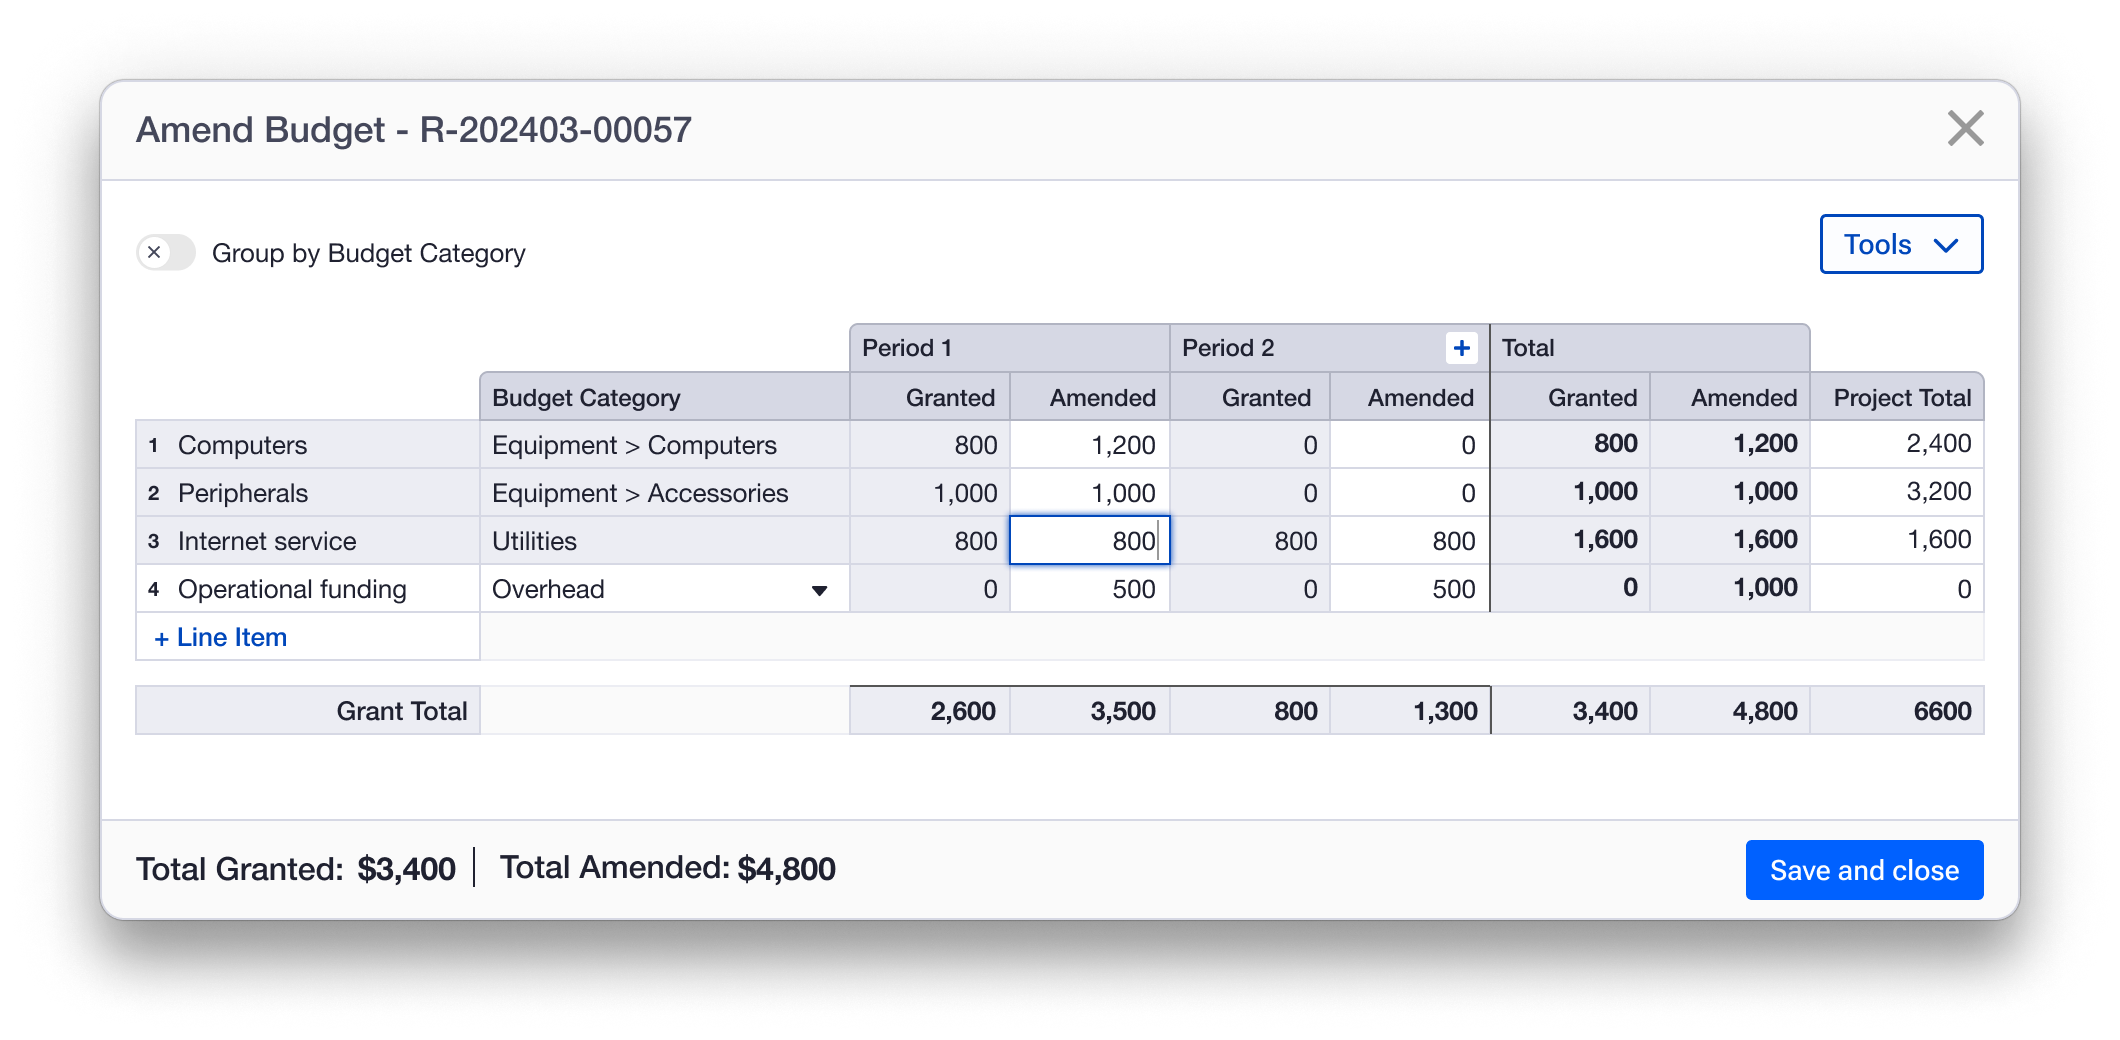 Amend Budget - R-202403-00057
Group by Budget Category
Tools
Period 1 Period 2 + Total
Budget Category Granted Amended Granted Amended Granted Amended Project Total
1 Computers Equipment > Computers 800 1,200 0 0 800 1,200 2,400
2 Peripherals Equipment > Accessories 1,000 1,000 0 0 1,000 1,000 3,200
3 Internet service Utilities 800 800 800 800 1,600 1,600 1,600
4 Operational funding Overhead 0 500 0 500 0 1,000 0
+ Line Item
Grant Total 2,600 3,500 800 1,300 3,400 4,800 6600
Total Granted: $3,400 Total Amended: $4,800
Save and close